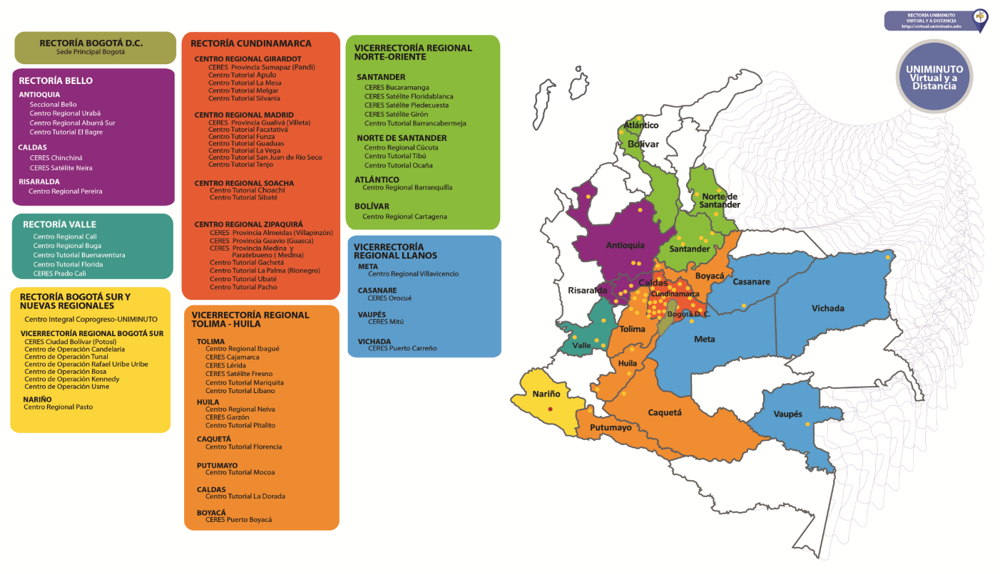 RECTORÍA UNIMINUTO
VIRTUAL Y A DISTANCIA
http://virtual.uniminuto.edu
UNIMINUTO
Virtual y a
Distancia
RECTORÍA BOGOTÁ D.C.
Sede Principal Bogotá
RECTORÍA BELLO
ANTIOQUIA
Seccional Bello
Centro Regional Urabá
Centro Regional Aburrá Sur
Centro Tutorial El Bagre
CALDAS
CERES Chinchiná
CERES Satélite Neira
RISARALDA
Centro Regional Pereira
RECTORÍA VALLE
Centro Regional Cali
Centro Regional Buga
Centro Tutorial Buenaventura
Centro Tutorial Florida
CERES Prado Cali
RECTORÍA BOGOTÁ SUR Y
NUEVAS REGIONALES
Centro Integral Coprogreso-UNIMINUTO
VICERRECTORÍA REGIONAL BOGOTÁ SUR
CERES Ciudad Bolívar (Potosí)
Centro de Operación Candelaria
Centro de Operación Tunal
Centro de Operación Rafael Uribe Uribe
Centro de Operación Bosa
Centro de Operación Kennedy
Centro de Operación Usme
NARIÑO
Centro Regional Pasto
RECTORÍA CUNDINAMARCA
CENTRO REGIONAL GIRARDOT
CERES Provincia Sumapaz (Pandi)
Centro Tutorial Apulo
Centro Tutorial La Mesa
Centro Tutorial Melgar
Centro Tutorial Silvania
CENTRO REGIONAL MADRID
CERES Provincia Gualivá (Villeta)
Centro Tutorial Facatativá
Centro Tutorial Funza
Centro Tutorial Guaduas
Centro Tutorial La Vega
Centro Tutorial San Juan de Río Seco
Centro Tutorial Tenjo
CENTRO REGIONAL SOACHA
Centro Tutorial Choachí
Centro Tutorial Sibaté
CENTRO REGIONAL ZIPAQUIRÁ
CERES Provincia Almeidas (Villapinzón)
CERES Provincia Guavio (Guasca)
CERES Provincia Medina y
Paratebueno ( Medina)
Centro Tutorial Gachetá
Centro Tutorial La Palma (Rionegro)
Centro Tutorial Ubaté
Centro Tutorial Pacho
VICERRECTORÍA REGIONAL
TOLIMA - HUILA
TOLIMA
Centro Regional Ibagué
CERES Cajamarca
CERES Lérida
CERES Satélite Fresno
Centro Tutorial Mariquita
Centro Tutorial Líbano
HUILA
Centro Regional Neiva
CERES Garzón
Centro Tutorial Pitalito
CAQUETÁ
Centro Tutorial Florencia
PUTUMAYO
Centro Tutorial Mocoa
CALDAS
Centro Tutorial La Dorada
BOYACÁ
CERES Puerto Boyacá
VICERRECTORÍA REGIONAL
NORTE-ORIENTE
SANTANDER
CERES Bucaramanga
CERES Satélite Floridablanca
CERES Satélite Piedecuesta
CERES Satélite Girón
Centro Tutorial Barrancabermeja
NORTE DE SANTANDER
Centro Regional Cúcuta
Centro Tutorial Tibú
Centro Tutorial Ocaña
ATLÁNTICO
Centro Regional Barranquilla
BOLÍVAR
Centro Regional Cartagena
VICERRECTORÍA
REGIONAL LLANOS
META
Centro Regional Villavicencio
CASANARE
CERES Orocué
VAUPÉS
CERES Mitú
VICHADA
CERES Puerto Carreño
Atlántico
Bolívar
Norte de
Santander
Antioquia
Santander
Boyacá
Caldas
Casanare
Risaralda
Cundinamarca
Vichada
Bogotá D.C.
Tolima
Meta
Valle
Huila
Nariño
Caquetá
Vaupés
Putumayo